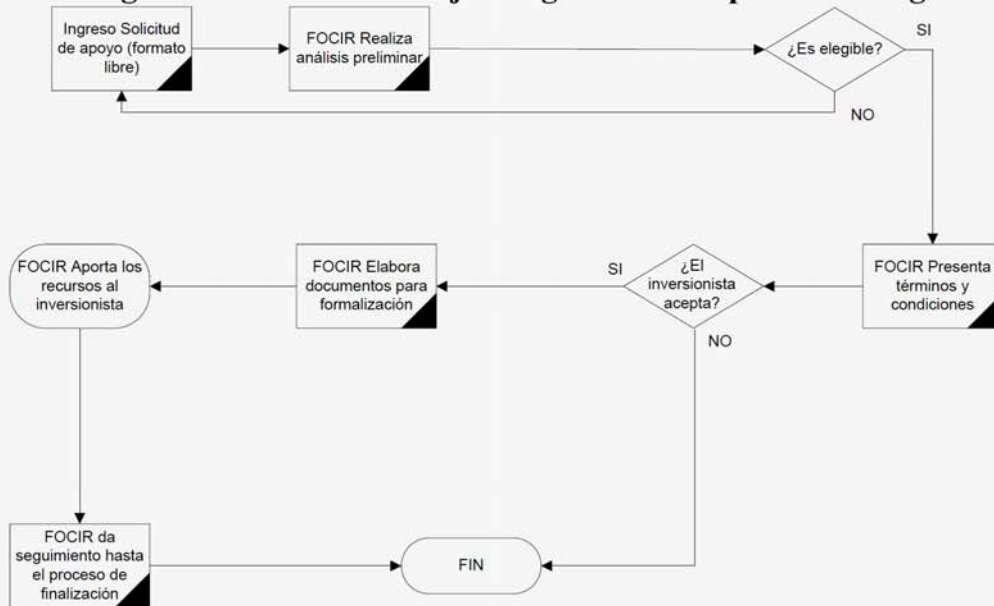 Ingreso Solicitud
de apoyo (formato
libre)
FOCIR Realiza
análisis preliminar
¿Es elegible?
SI
NO
FOCIR Aporta los
recursos al
inversionista
FOCIR Elabora
documentos para
formalización
SI
¿El
inversionista
acepta?
NO
FOCIR Presenta
términos y
condiciones
FOCIR da
seguimiento hasta
el proceso de
finalización
FIN